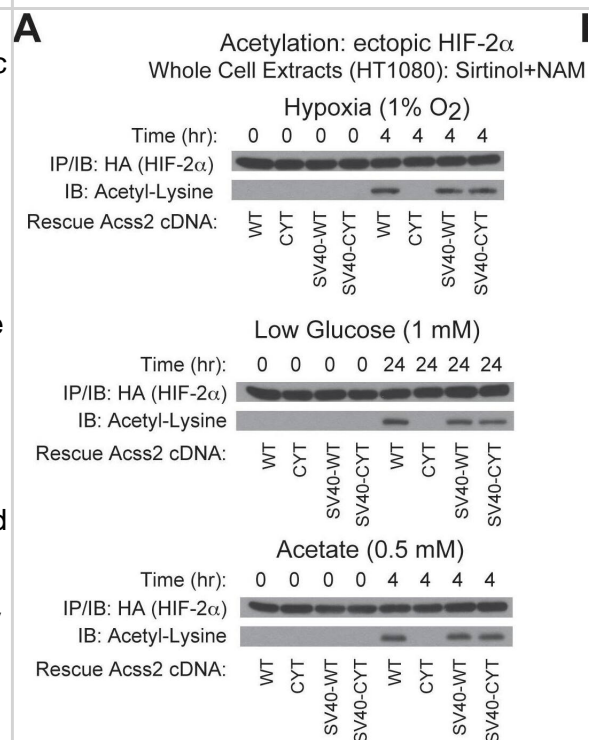 A
Acetylation: ectopic HIF-2α
Whole Cell Extracts (HT1080): Sirtinol+NAM
Hypoxia (1% O2)
Time (hr): 0 0 0 0 4 4 4 4
IP/IB: HA (HIF-2α)
IB: Acetyl-Lysine
Rescue Acss2 cDNA: WT CYT SV40-WT SV40-CYT WT CYT SV40-WT SV40-CYT
Low Glucose (1 mM)
Time (hr): 0 0 0 0 24 24 24 24
IP/IB: HA (HIF-2α)
IB: Acetyl-Lysine
Rescue Acss2 cDNA: WT CYT SV40-WT SV40-CYT WT CYT SV40-WT SV40-CYT
Acetate (0.5 mM)
Time (hr): 0 0 0 0 4 4 4 4
IP/IB: HA (HIF-2α)
IB: Acetyl-Lysine
Rescue Acss2 cDNA: WT CYT SV40-WT SV40-CYT WT CYT SV40-WT SV40-CYT